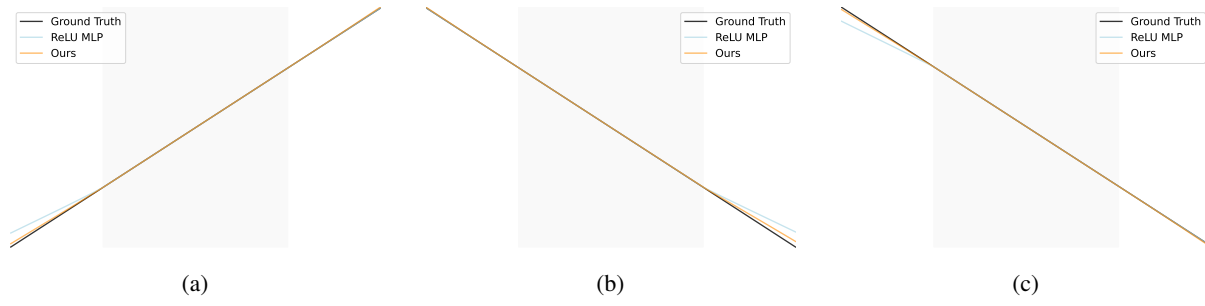 Ground Truth
ReLU MLP
Ours
Ground Truth
ReLU MLP
Ours
Ground Truth
ReLU MLP
Ours
(a)
(b)
(c)